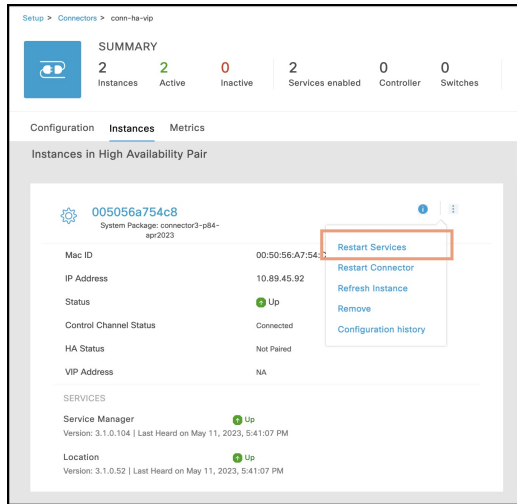 Setup > Connectors > conn-ha-vip
SUMMARY
2 2 0 2 0 0
Instances Active Inactive Services enabled Controller Switches
Configuration Instances Metrics
Instances in High Availability Pair
005056a754c8
System Package: connector3-p84-
apr2023
Restart Services
Restart Connector
Refresh Instance
Remove
Configuration history
Mac ID 00:50:56:A7:54:
IP Address 10.89.45.92
Status Up
Control Channel Status Connected
HA Status Not Paired
VIP Address NA
SERVICES
Service Manager Up
Version: 3.1.0.104 | Last Heard on May 11, 2023, 5:41:07 PM
Location Up
Version: 3.1.0.52 | Last Heard on May 11, 2023, 5:41:07 PM